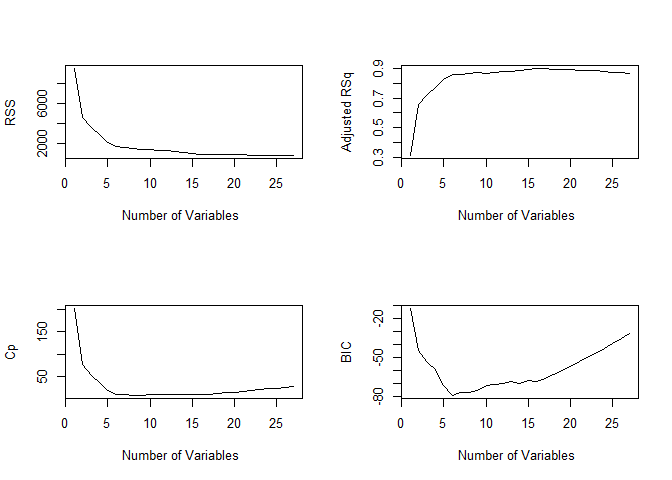 RSS
2000 6000
0 5 10 15 20 25
Number of Variables
Adjusted RSq
0.3 0.5 0.7 0.9
0 5 10 15 20 25
Number of Variables
Cp
50 150
0 5 10 15 20 25
Number of Variables
BIC
-80 -50 -20
0 5 10 15 20 25
Number of Variables